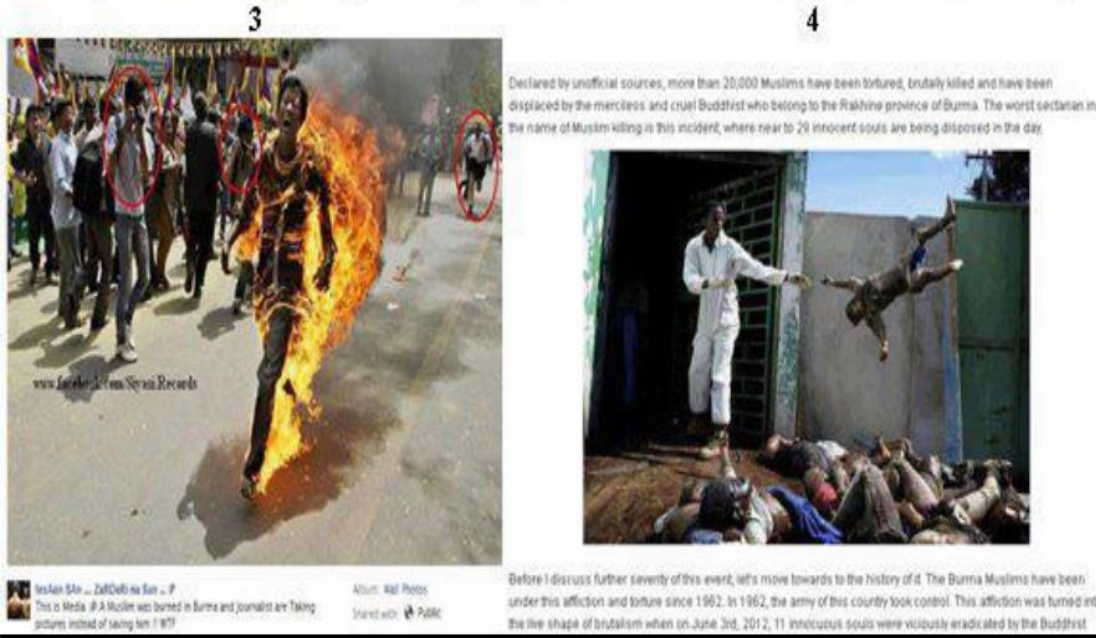 3
www.facebook.com/Siyasi.Records
This is Media :P A Muslim was burned in Burma and Journalist are Taking
pictures instead of saving him ! WTF
Album: Wall Photos
Shared with: Public
4
Declared by unofficial sources, more than 20,000 Muslims have been tortured, brutally killed and have been
displaced by the merciless and cruel Buddhist who belong to the Rakhine province of Burma. The worst sectarian in
the name of Muslim killing is this incident, where near to 29 innocent souls are being disposed in the day.
Before I discuss further severity of this event, let's move towards to the history of it. The Burma Muslims have been
under this affliction and torture since 1962. In 1962, the army of this country took control. This affliction was turned into
the live shape of brutalism when on June 3rd, 2012, 11 innocuous souls were viciously eradicated by the Buddhist